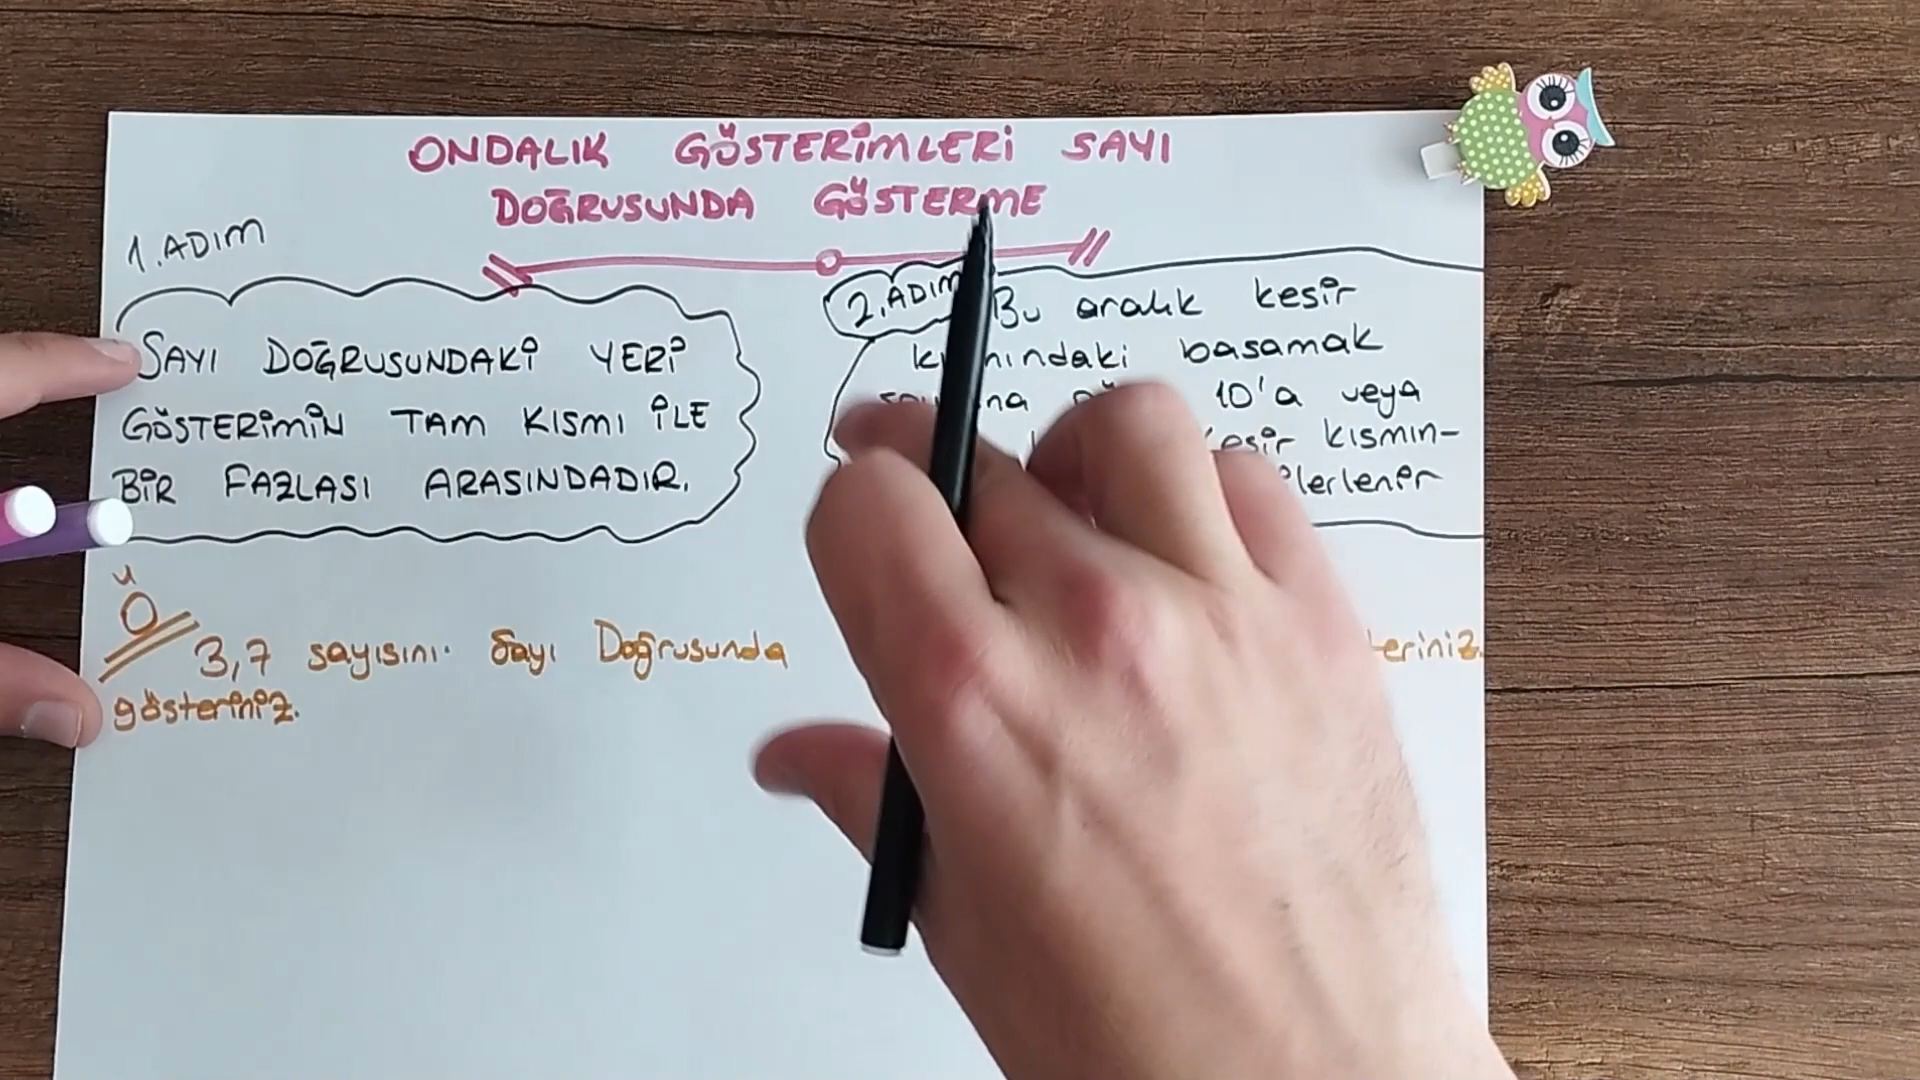 ONDALIK GÖSTERİMLERİ SAYI
DOĞRUSUNDA GÖSTERME
1. ADIM
SAYI DOĞRUSUNDAKİ YERİ
GÖSTERİMİN TAM KISMI İLE
BİR FAZLASI ARASINDADIR.
2. ADIM Bu aralık kesir
basamak
10'a veya
kesir kısmın-
Ö
3,7 sayısını Sayı Doğrusunda
gösteriniz.